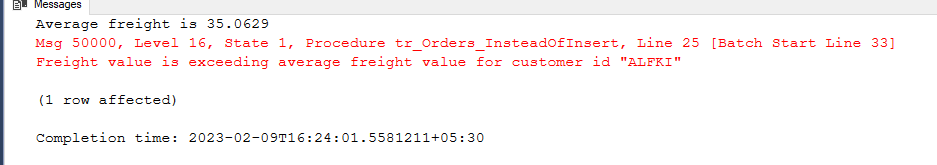 Messages
Average freight is 35.0629
Msg 50000, Level 16, State 1, Procedure tr_Orders_InsteadOfInsert, Line 25 [Batch Start Line 33]
Freight value is exceeding average freight value for customer id "ALFKI"
(1 row affected)
Completion time: 2023-02-09T16:24:01.5581211+05:30